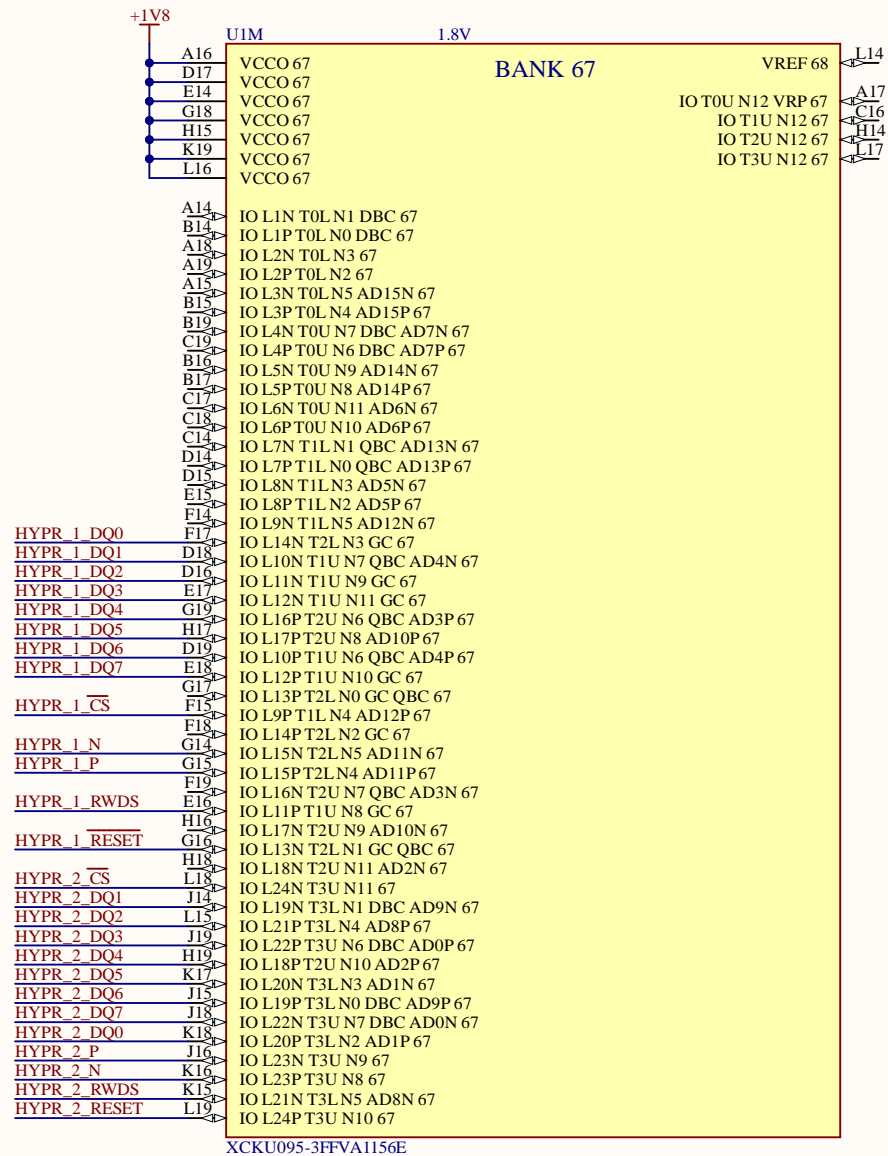 +1V8
U1M 1.8V
BANK 67
A16 VCCO 67 VREF 68 L14
D17 VCCO 67
E14 VCCO 67 IO T0U N12 VRP 67 A17
G18 VCCO 67 IO T1U N12 67 C16
H15 VCCO 67 IO T2U N12 67 H14
K19 VCCO 67 IO T3U N12 67 L17
L16 VCCO 67
A14 IO L1N T0L N1 DBC 67
B14 IO L1P T0L N0 DBC 67
A18 IO L2N T0L N3 67
A19 IO L2P T0L N2 67
A15 IO L3N T0L N5 AD15N 67
B15 IO L3P T0L N4 AD15P 67
B19 IO L4N T0U N7 DBC AD7N 67
C19 IO L4P T0U N6 DBC AD7P 67
B16 IO L5N T0U N9 AD14N 67
B17 IO L5P T0U N8 AD14P 67
C17 IO L6N T0U N11 AD6N 67
C18 IO L6P T0U N10 AD6P 67
C14 IO L7N T1L N1 QBC AD13N 67
D14 IO L7P T1L N0 QBC AD13P 67
D15 IO L8N T1L N3 AD5N 67
E15 IO L8P T1L N2 AD5P 67
F14 IO L9N T1L N5 AD12N 67
HYPR_1_DQ0 F17 IO L14N T2L N3 GC 67
HYPR_1_DQ1 D18 IO L10N T1U N7 QBC AD4N 67
HYPR_1_DQ2 D16 IO L11N T1U N9 GC 67
HYPR_1_DQ3 E17 IO L12N T1U N11 GC 67
HYPR_1_DQ4 G19 IO L16P T2U N6 QBC AD3P 67
HYPR_1_DQ5 H17 IO L17P T2U N8 AD10P 67
HYPR_1_DQ6 D19 IO L10P T1U N6 QBC AD4P 67
HYPR_1_DQ7 E18 IO L12P T1U N10 GC 67
G17 IO L13P T2L N0 GC QBC 67
HYPR_1_CS F15 IO L9P T1L N4 AD12P 67
F18 IO L14P T2L N2 GC 67
HYPR_1_N G14 IO L15N T2L N5 AD11N 67
HYPR_1_P G15 IO L15P T2L N4 AD11P 67
F19 IO L16N T2U N7 QBC AD3N 67
HYPR_1_RWDS E16 IO L11P T1U N8 GC 67
H16 IO L17N T2U N9 AD10N 67
HYPR_1_RESET G16 IO L13N T2L N1 GC QBC 67
H18 IO L18N T2U N11 AD2N 67
HYPR_2_CS L18 IO L24N T3U N11 67
HYPR_2_DQ1 J14 IO L19N T3L N1 DBC AD9N 67
HYPR_2_DQ2 L15 IO L21P T3L N4 AD8P 67
HYPR_2_DQ3 J19 IO L22P T3U N6 DBC AD0P 67
HYPR_2_DQ4 H19 IO L18P T2U N10 AD2P 67
HYPR_2_DQ5 K17 IO L20N T3L N3 AD1N 67
HYPR_2_DQ6 J15 IO L19P T3L N0 DBC AD9P 67
HYPR_2_DQ7 J18 IO L22N T3U N7 DBC AD0N 67
HYPR_2_DQ0 K18 IO L20P T3L N2 AD1P 67
HYPR_2_P J16 IO L23N T3U N9 67
HYPR_2_N K16 IO L23P T3U N8 67
HYPR_2_RWDS K15 IO L21N T3L N5 AD8N 67
HYPR_2_RESET L19 IO L24P T3U N10 67
XCKU095-3FFVA1156E